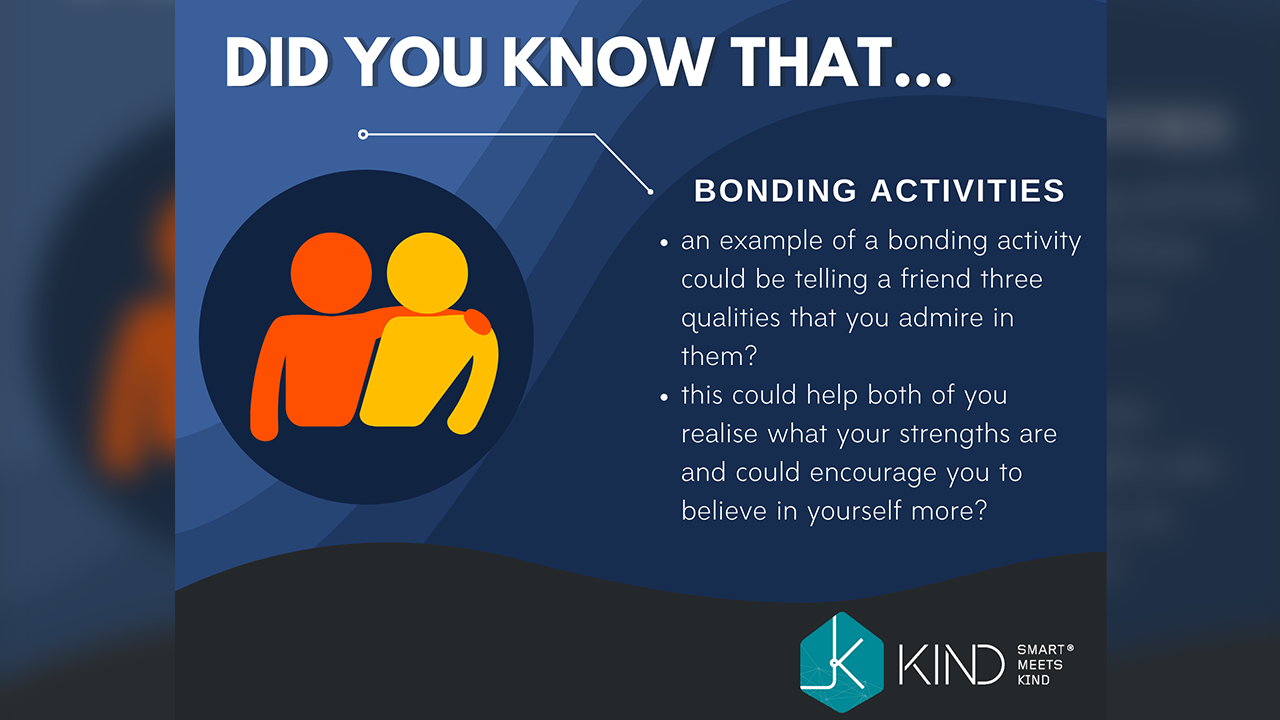 DID YOU KNOW THAT...
BONDING ACTIVITIES
• an example of a bonding activity
could be telling a friend three
qualities that you admire in
them?
• this could help both of you
realise what your strengths are
and could encourage you to
believe in yourself more?
K
KIND
SMART®
MEETS
KIND